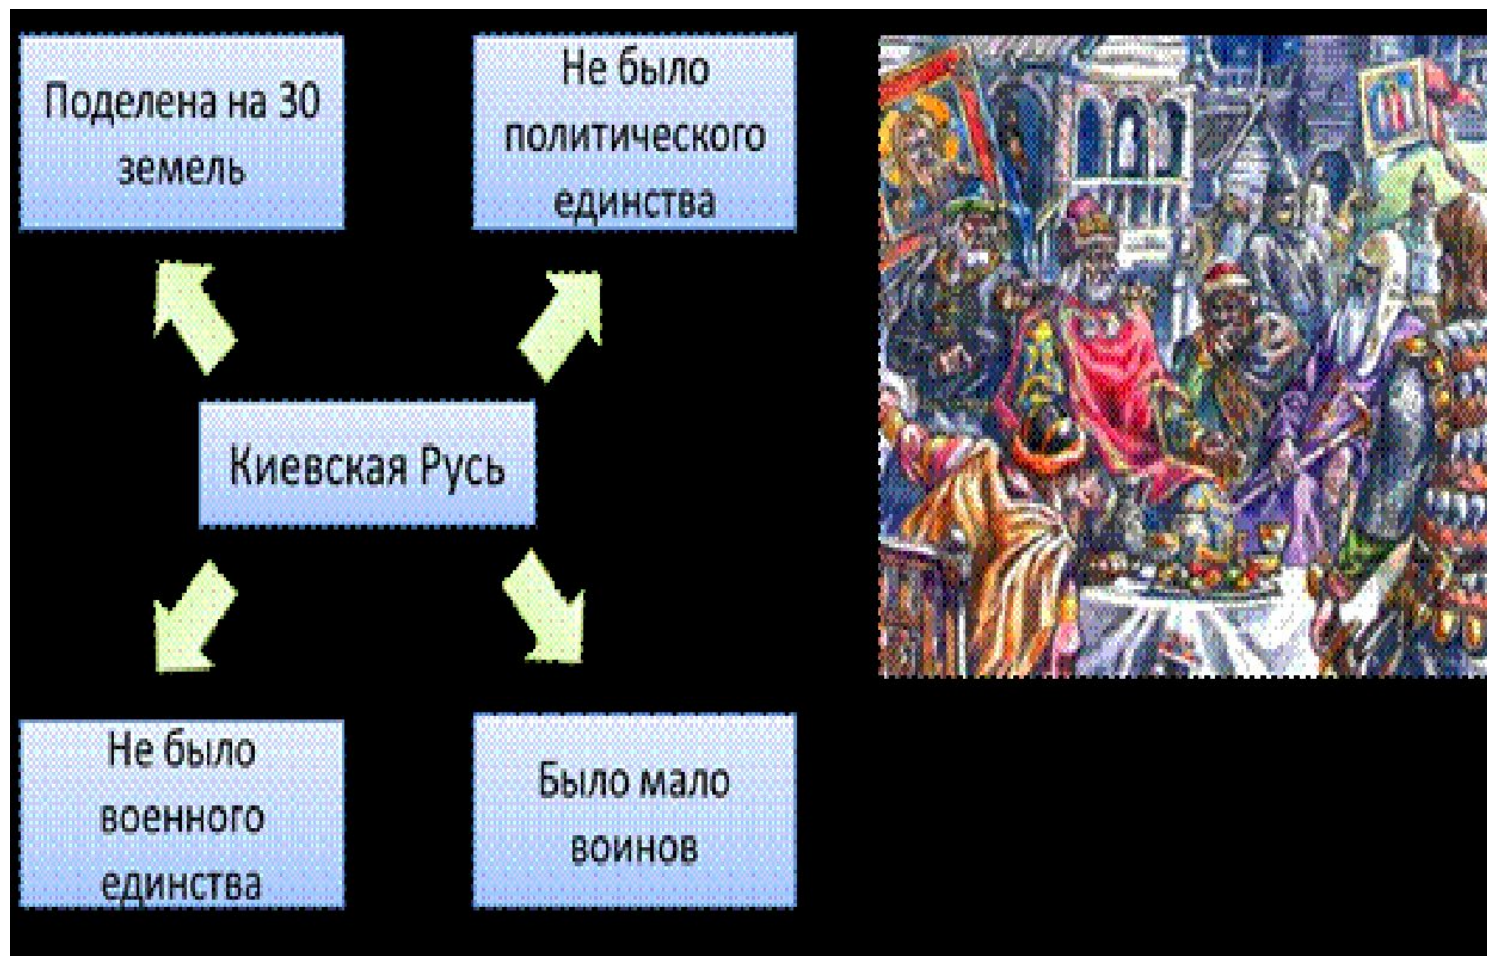 Поделена на 30
земель
Не было
политического
единства
Киевская Русь
Не было
военного
единства
Было мало
воинов